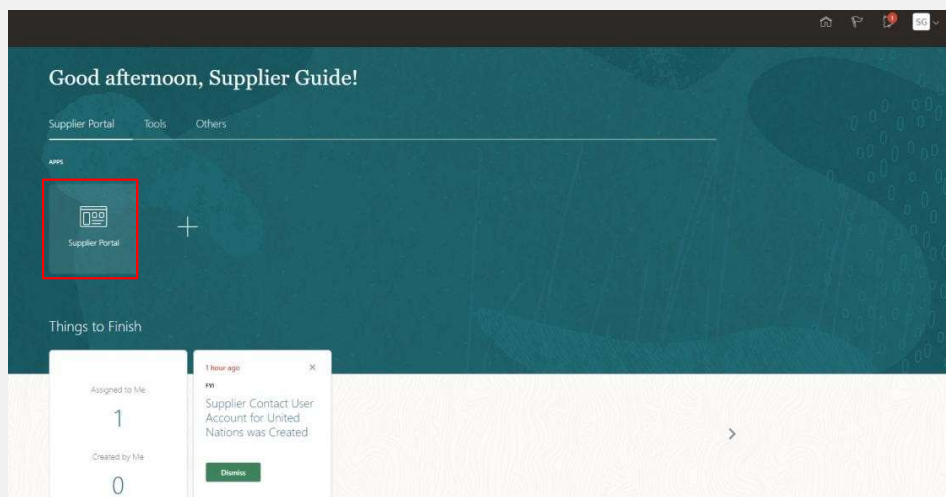 1
SG
Good afternoon, Supplier Guide!
Supplier Portal Tools Others
APPS
Supplier Portal
Things to Finish
Assigned to Me
1
Created by Me
0
1 hour ago
FYI
Supplier Contact User
Account for United
Nations was Created
Dismiss